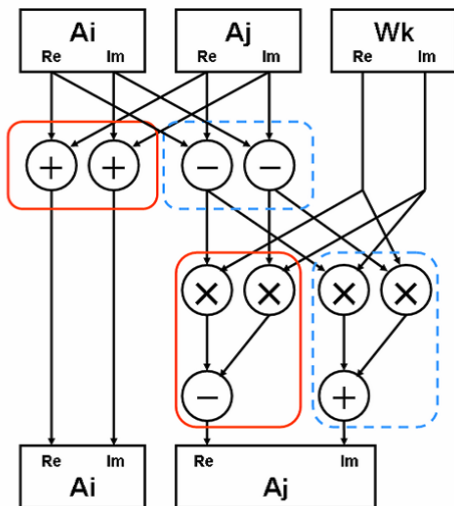 Ai Aj Wk
Re Im Re Im Re Im
+ + − −
× × × ×
− +
Re Im Re Im
Ai Aj